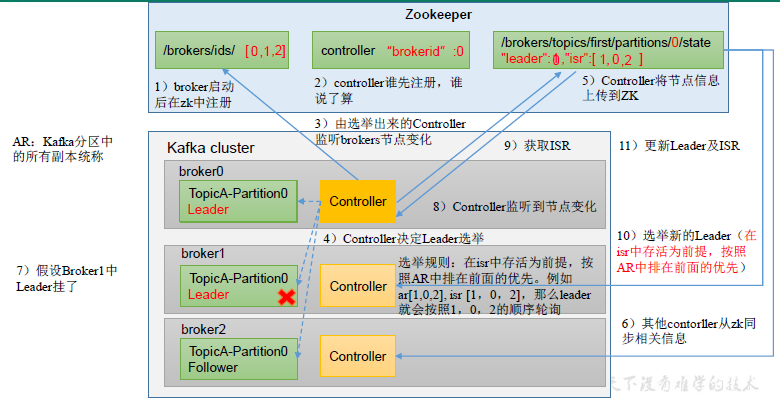 Zookeeper
/brokers/ids/ [0,1,2]
controller "brokerid" :0
/brokers/topics/first/partitions/0/state
"leader":0,"isr":[ 1,0,2 ]
1）broker启动
后在zk中注册
2）controller谁先注册，谁
说了算
5）Controller将节点信息
上传到ZK
3）由选举出来的Controller
监听brokers节点变化
AR：Kafka分区中
的所有副本统称
Kafka cluster
9）获取ISR
11）更新Leader及ISR
broker0
TopicA-Partition0
Leader
Controller
8）Controller监听到节点变化
4）Controller决定Leader选举
10）选举新的Leader（在
isr中存活为前提，按照
AR中排在前面的优先）
broker1
TopicA-Partition0
Leader
Controller
选举规则：在isr中存活为前提，按
照AR中排在前面的优先。例如
ar[1,0,2], isr [1，0，2]，那么leader
就会按照1，0，2的顺序轮询
7）假设Broker1中
Leader挂了
broker2
TopicA-Partition0
Follower
Controller
6）其他contorller从zk同
步相关信息
天下没有难学的技术